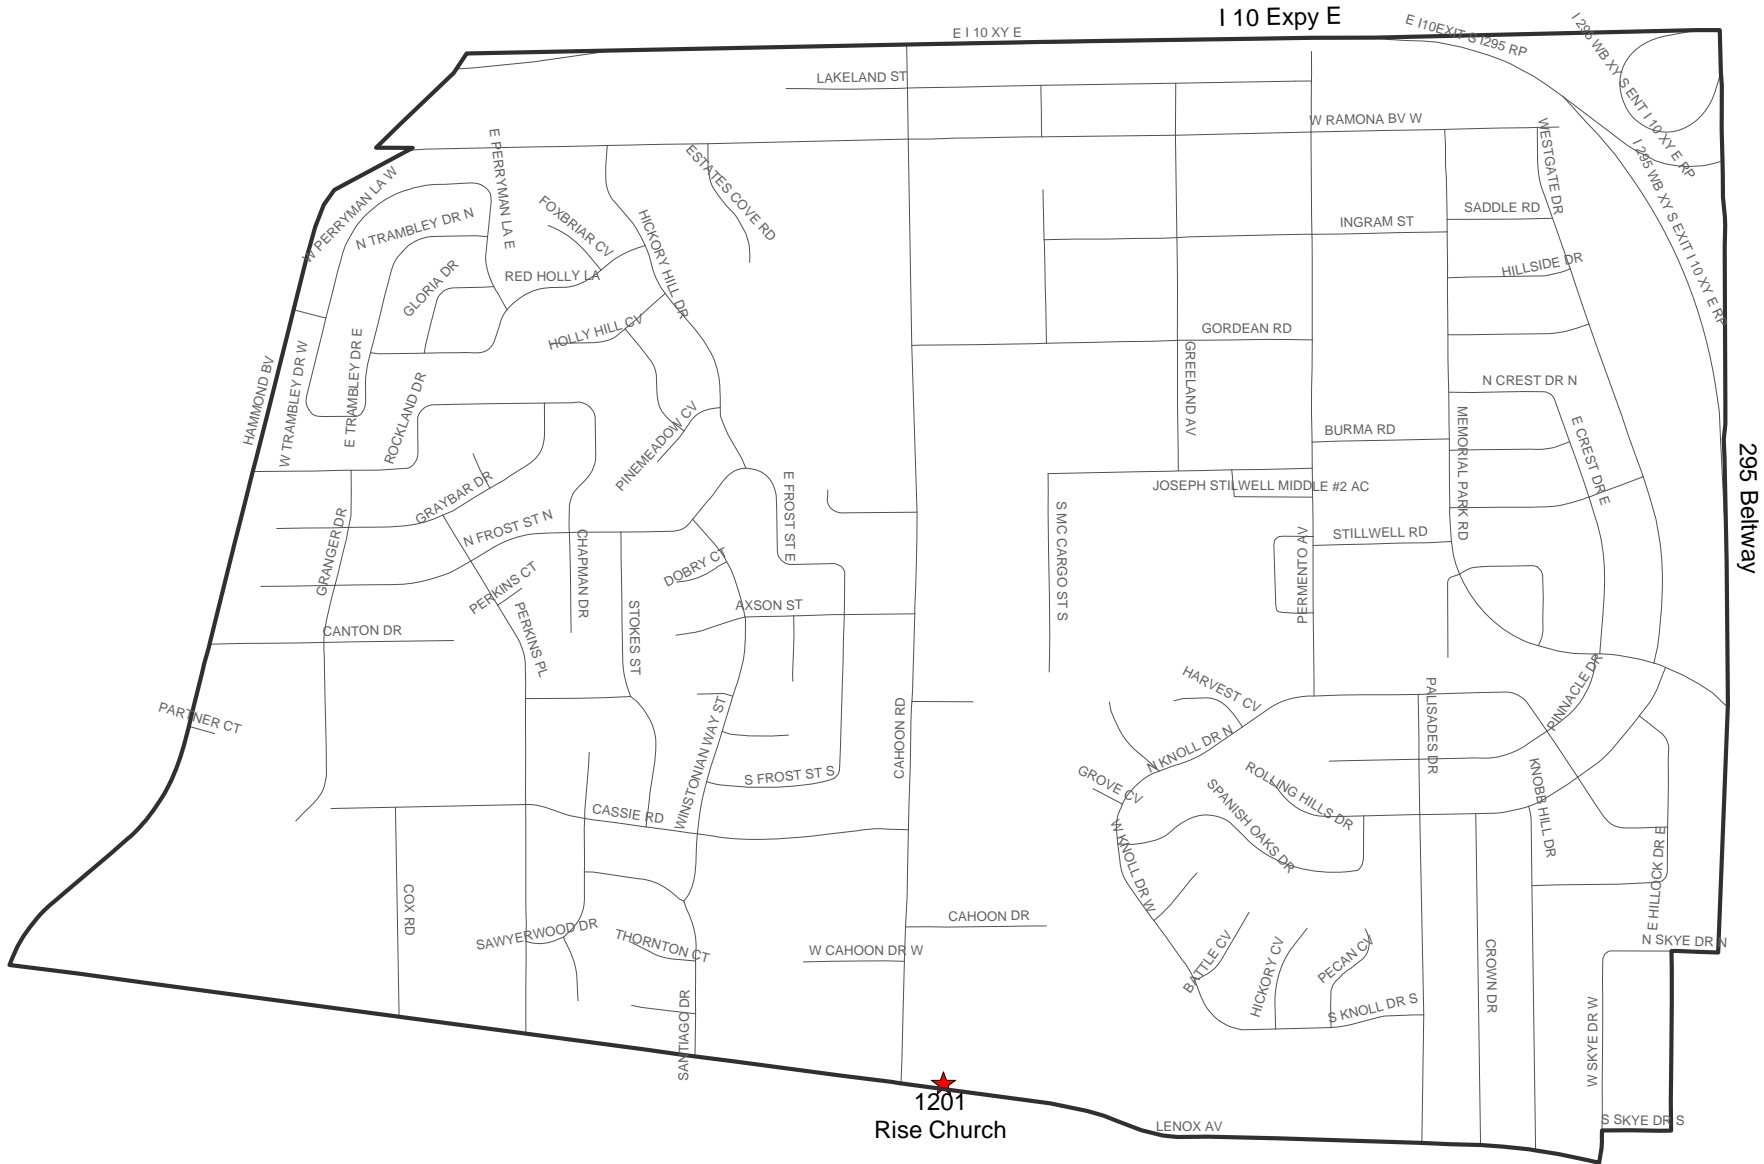 I 10 Expy E
E I 10 XY E
E I10EXIT S I295 RP
I 295 WB XY S ENT I 10 XY E RP
I 295 WB XY S EXIT I 10 XY E RP
LAKELAND ST
W RAMONA BV W
WESTGATE DR
E PERRYMAN LA E
W PERRYMAN LA W
ESTATES COVE RD
N TRAMBLEY DR N
FOXBRIAR CV
HICKORY HILL DR
SADDLE RD
INGRAM ST
GLORIA DR
RED HOLLY LA
HILLSIDE DR
HOLLY HILL CV
GORDEAN RD
HAMMOND BV
W TRAMBLEY DR W
E TRAMBLEY DR E
ROCKLAND DR
GREELAND AV
N CREST DR N
E CREST DR E
PINEMEADOW CV
BURMA RD
MEMORIAL PARK RD
295 Beltway
GRAYBAR DR
E FROST ST E
JOSEPH STILWELL MIDDLE #2 AC
N FROST ST N
GRANGER DR
CHAPMAN DR
S MC CARGO ST S
PERMENTO AV
STILLWELL RD
DOBRY CT
PERKINS CT
PERKINS PL
STOKES ST
AXSON ST
CANTON DR
PARTNER CT
WINSTONIAN WAY ST
CAHOON RD
HARVEST CV
PALISADES DR
PINNACLE DR
N KNOLL DR N
S FROST ST S
GROVE CV
ROLLING HILLS DR
SPANISH OAKS DR
KNOBB HILL DR
CASSIE RD
W KNOLL DR W
E HILLOCK DR E
COX RD
CAHOON DR
SAWYERWOOD DR
THORNTON CT
W CAHOON DR W
N SKYE DR N
BATTLE CV
HICKORY CV
PECAN CV
CROWN DR
S KNOLL DR S
SANTIAGO DR
W SKYE DR W
1201
Rise Church
LENOX AV
S SKYE DR S